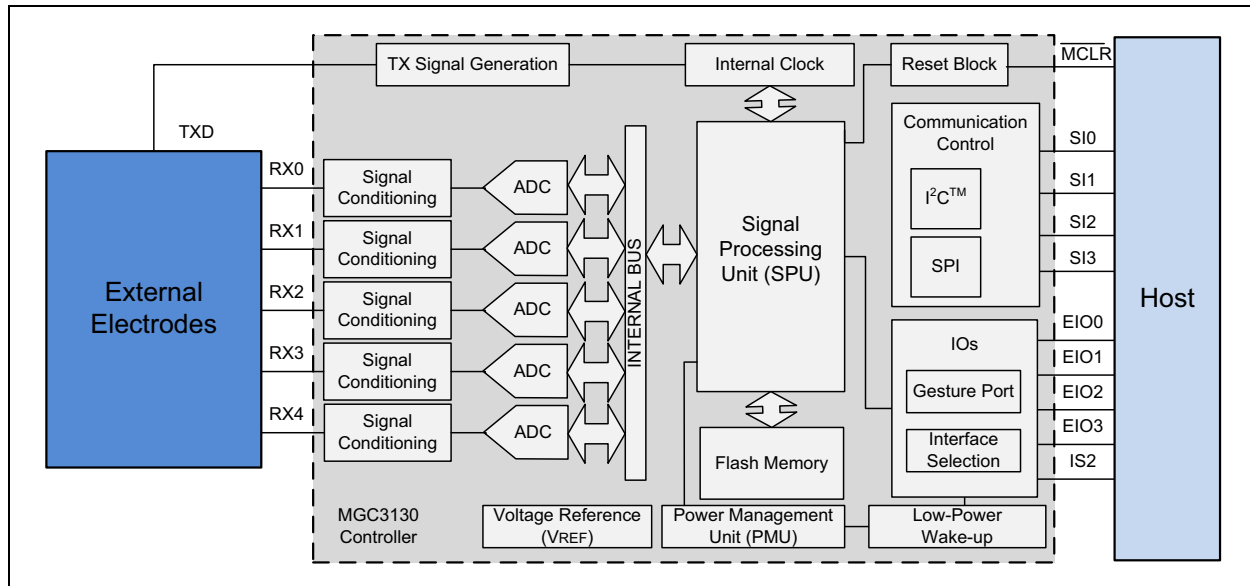 TX Signal Generation
Internal Clock
Reset Block
MCLR
TXD
External
Electrodes
RX0
RX1
RX2
RX3
RX4
Signal
Conditioning
Signal
Conditioning
Signal
Conditioning
Signal
Conditioning
Signal
Conditioning
ADC
ADC
ADC
ADC
ADC
INTERNAL BUS
Signal
Processing
Unit (SPU)
Flash Memory
Communication
Control
I²C™
SPI
SI0
SI1
SI2
SI3
IOs
Gesture Port
Interface
Selection
EIO0
EIO1
EIO2
EIO3
IS2
Host
MGC3130
Controller
Voltage Reference
(VREF)
Power Management
Unit (PMU)
Low-Power
Wake-up